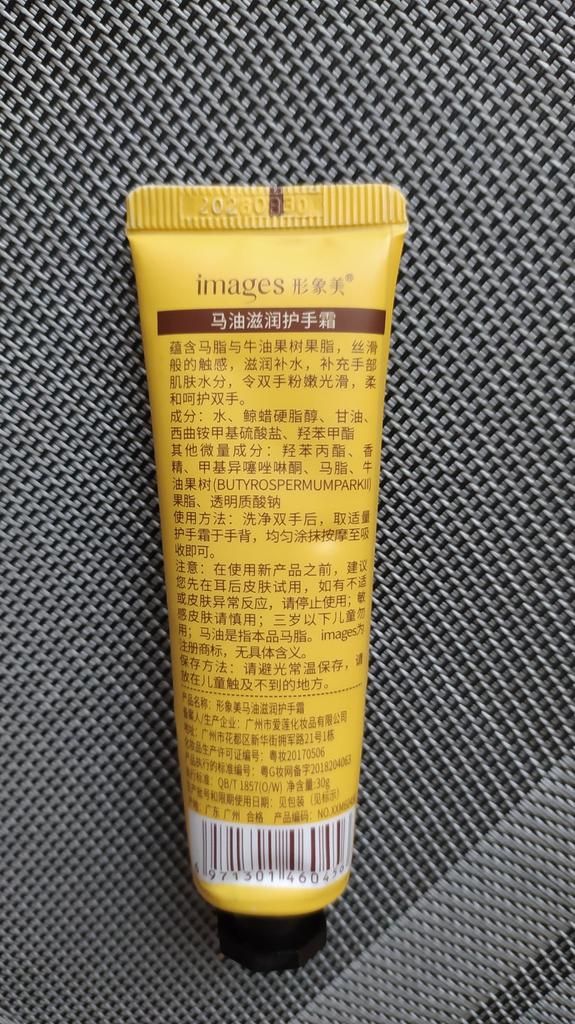 images 形象美®
马油滋润护手霜
蕴含马脂与牛油果树果脂，丝滑
般的触感，滋润补水，补充手部
肌肤水分，令双手粉嫩光滑，柔
和呵护双手。
成分：水、鲸蜡硬脂醇、甘油、
西曲铵甲基硫酸盐、羟苯甲酯
其他微量成分：羟苯丙酯、香
精、甲基异噻唑啉酮、马脂、牛
油果树(BUTYROSPERMUMPARKII)
果脂、透明质酸钠
使用方法：洗净双手后，取适量
护手霜于手背，均匀涂抹按摩至吸
收即可。
注意：在使用新产品之前，建议
您先在耳后皮肤试用，如有不适
或皮肤异常反应，请停止使用；敏
感皮肤请慎用；三岁以下儿童勿
用；马油是指本品马脂。images为
注册商标，无具体含义。
保存方法：请避光常温保存，请
放在儿童触及不到的地方。
产品名称：形象美马油滋润护手霜
备案人/生产企业：广州市爱莲化妆品有限公司
地址：广州市花都区新华街拥军路21号1栋
化妆品生产许可证编号：粤妆20170506
产品执行的标准编号：粤G妆网备字2018204063
执行标准：QB/T 1857(O/W) 净含量:30g
生产批号和限期使用日期：见包装（见标示）
产地：广东 广州 合格 产品编码：
6 971301 4604